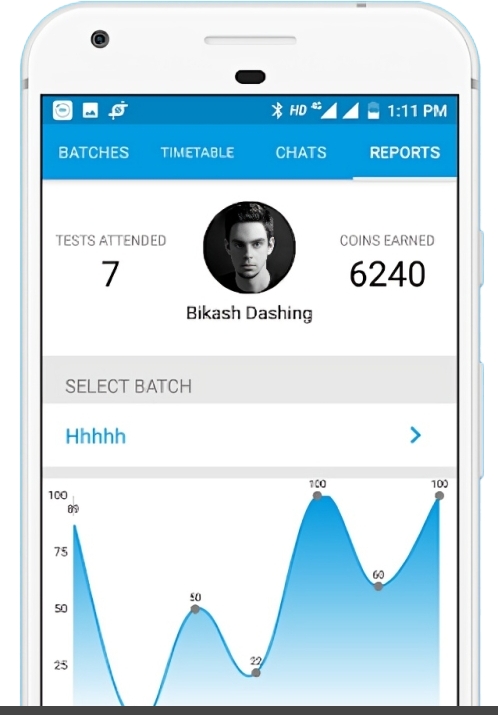 HD 4G 1:11 PM
BATCHES TIMETABLE CHATS REPORTS
TESTS ATTENDED
7
COINS EARNED
6240
Bikash Dashing
SELECT BATCH
Hhhhh
100
89
75
50
25
50
22
100
60
100